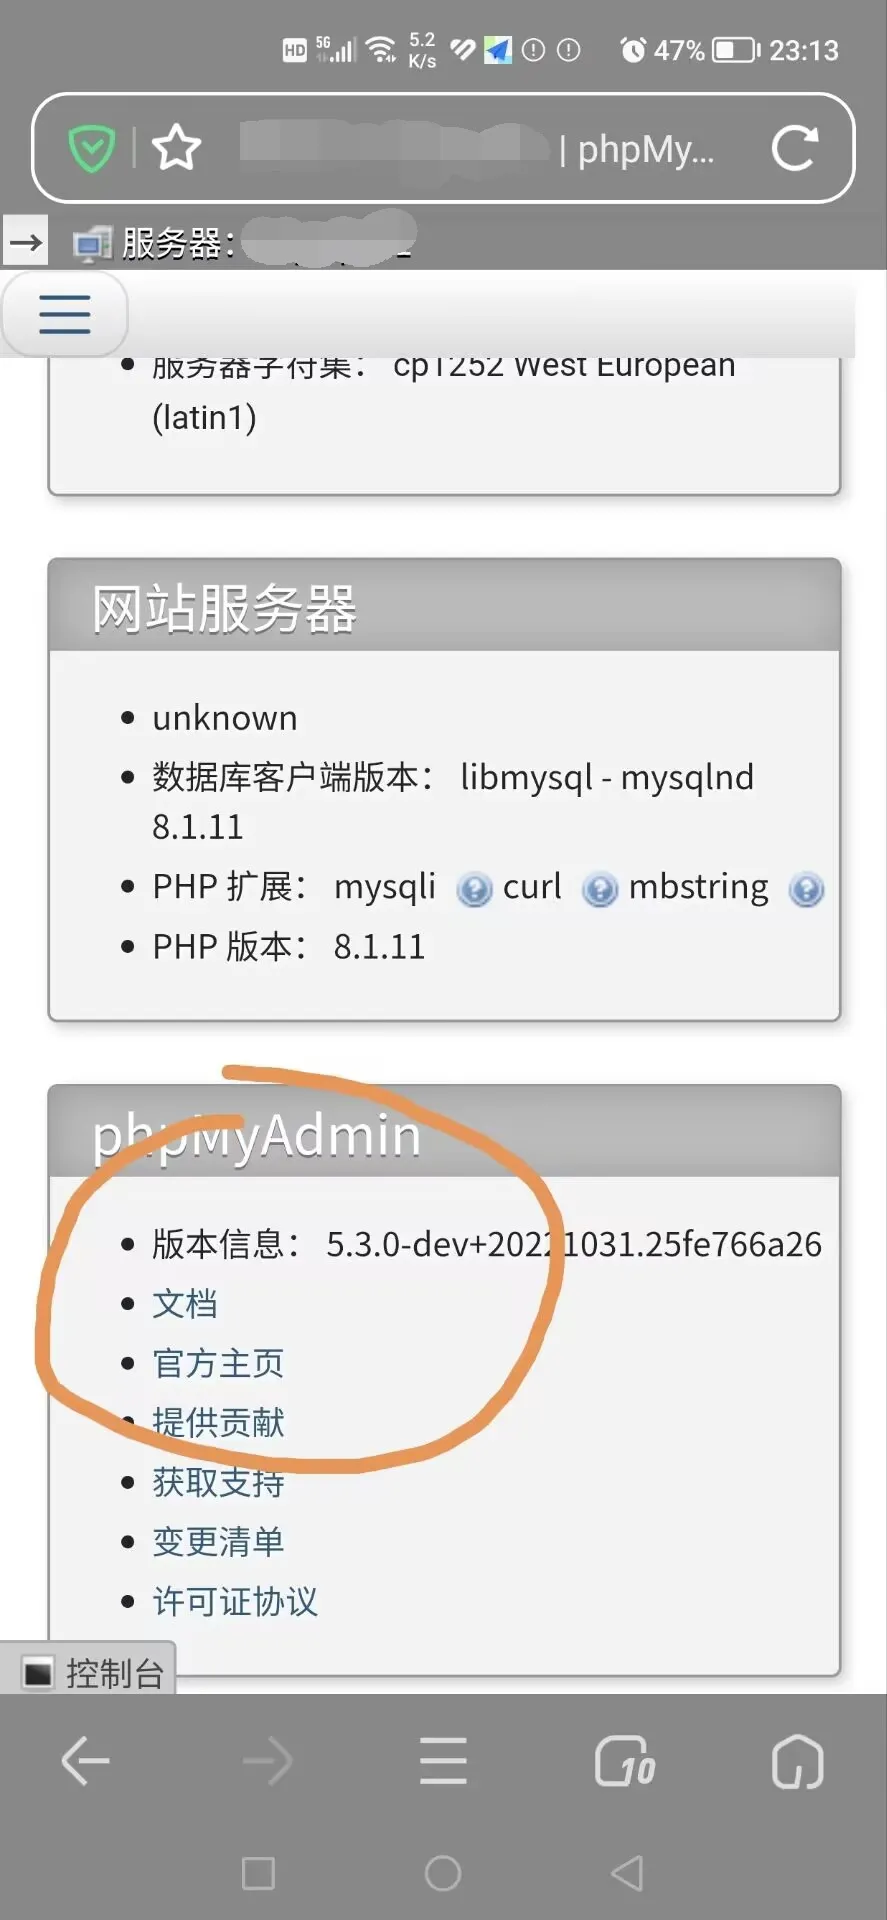 HD 5G 5.2 K/s 47% 23:13
| phpMy...
服务器：
服务器字符集： cp1252 West European
(latin1)
网站服务器
unknown
数据库客户端版本： libmysql - mysqlnd
8.1.11
PHP 扩展： mysqli curl mbstring
PHP 版本： 8.1.11
phpMyAdmin
版本信息： 5.3.0-dev+20221031.25fe766a26
文档
官方主页
提供贡献
获取支持
变更清单
许可证协议
控制台
10